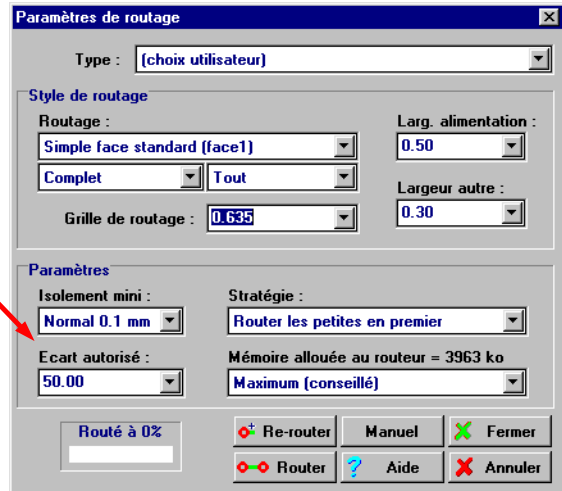 Paramètres de routage
Type : (choix utilisateur)
Style de routage
Routage : Larg. alimentation :
Simple face standard (face1) 0.50
Complet Tout
Largeur autre :
Grille de routage : 0.635 0.30
Paramètres
Isolement mini : Stratégie :
Normal 0.1 mm Router les petites en premier
Ecart autorisé : Mémoire allouée au routeur = 3963 ko
50.00 Maximum (conseillé)
Routé à 0% Re-router Manuel Fermer
Router Aide Annuler